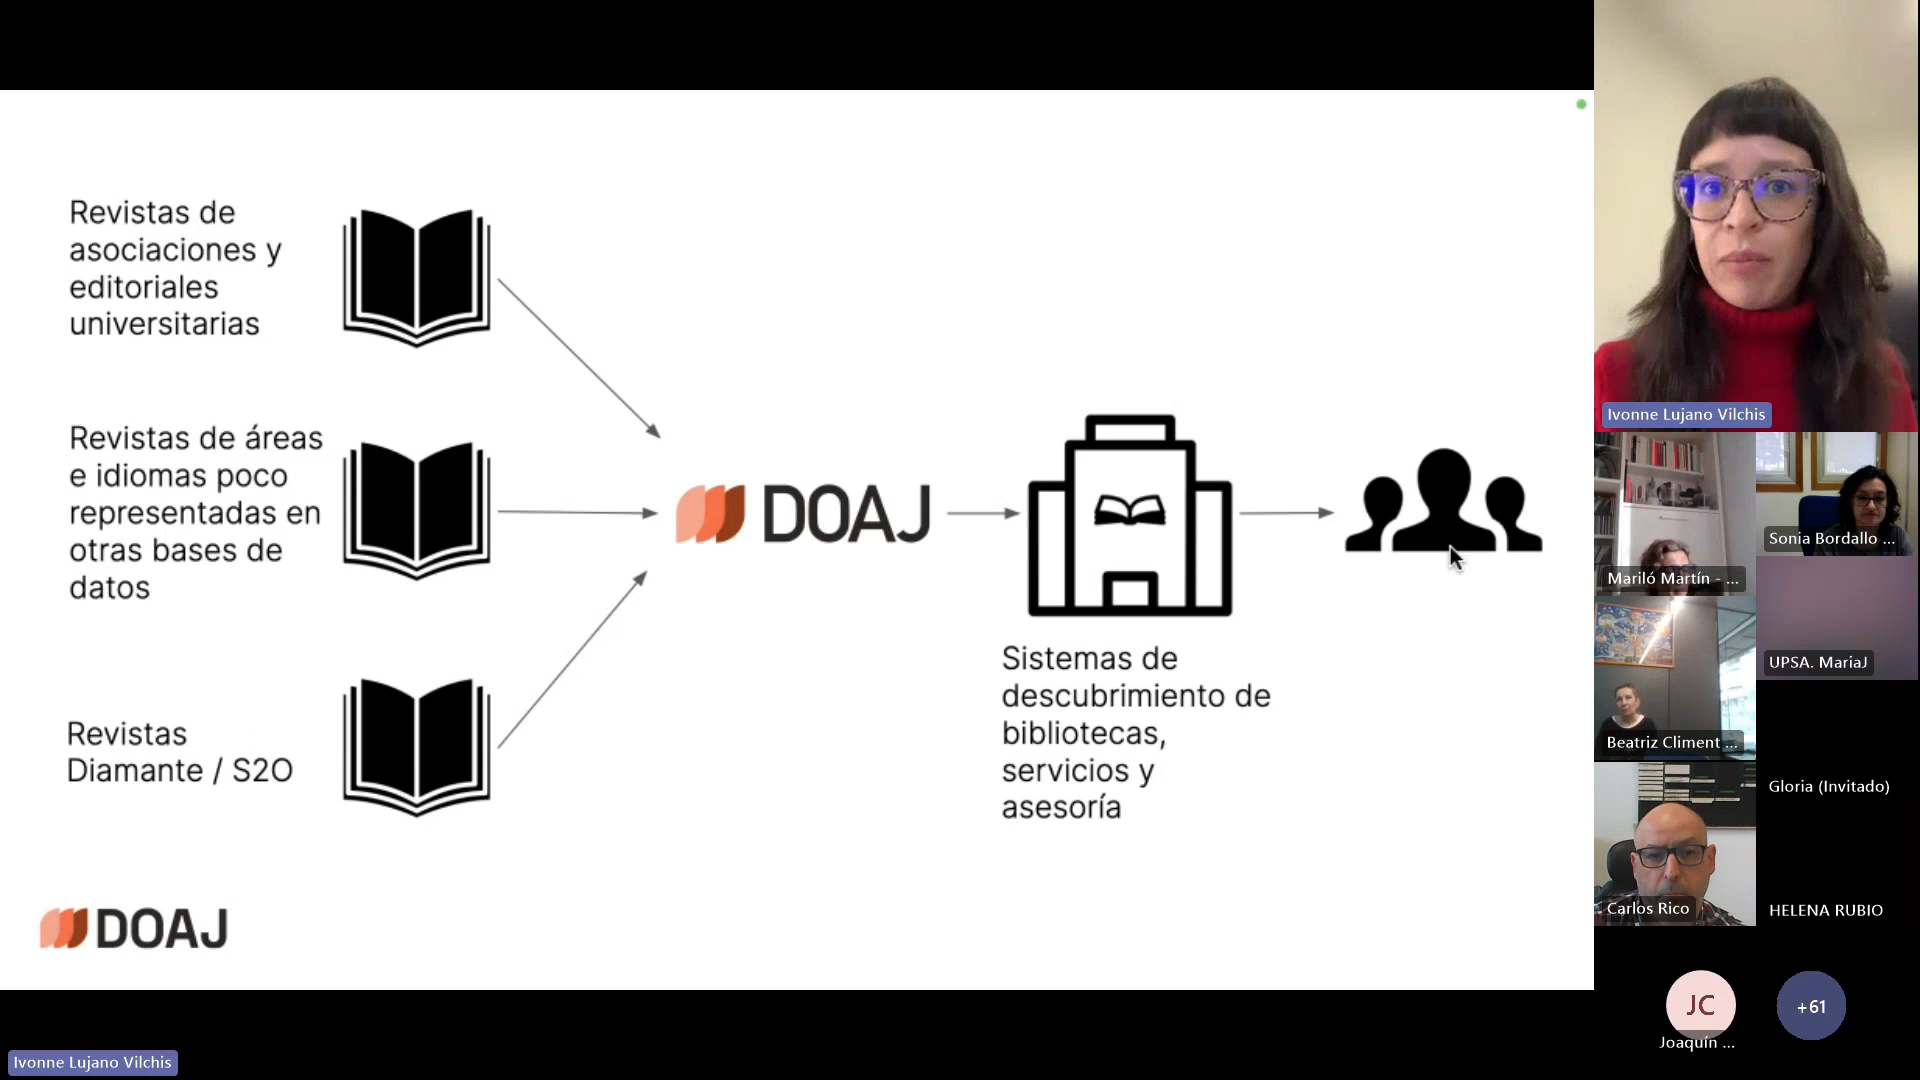 Revistas de
asociaciones y
editoriales
universitarias
Revistas de áreas
e idiomas poco
representadas en
otras bases de
datos
Revistas
Diamante / S2O
DOAJ
Sistemas de
descubrimiento de
bibliotecas,
servicios y
asesoría
DOAJ
Ivonne Lujano Vilchis
Ivonne Lujano Vilchis
Mariló Martín - ...
Sonia Bordallo ...
Beatriz Climent ...
UPSA. MariaJ
Gloria (Invitado)
Carlos Rico
HELENA RUBIO
JC
Joaquín ...
+61